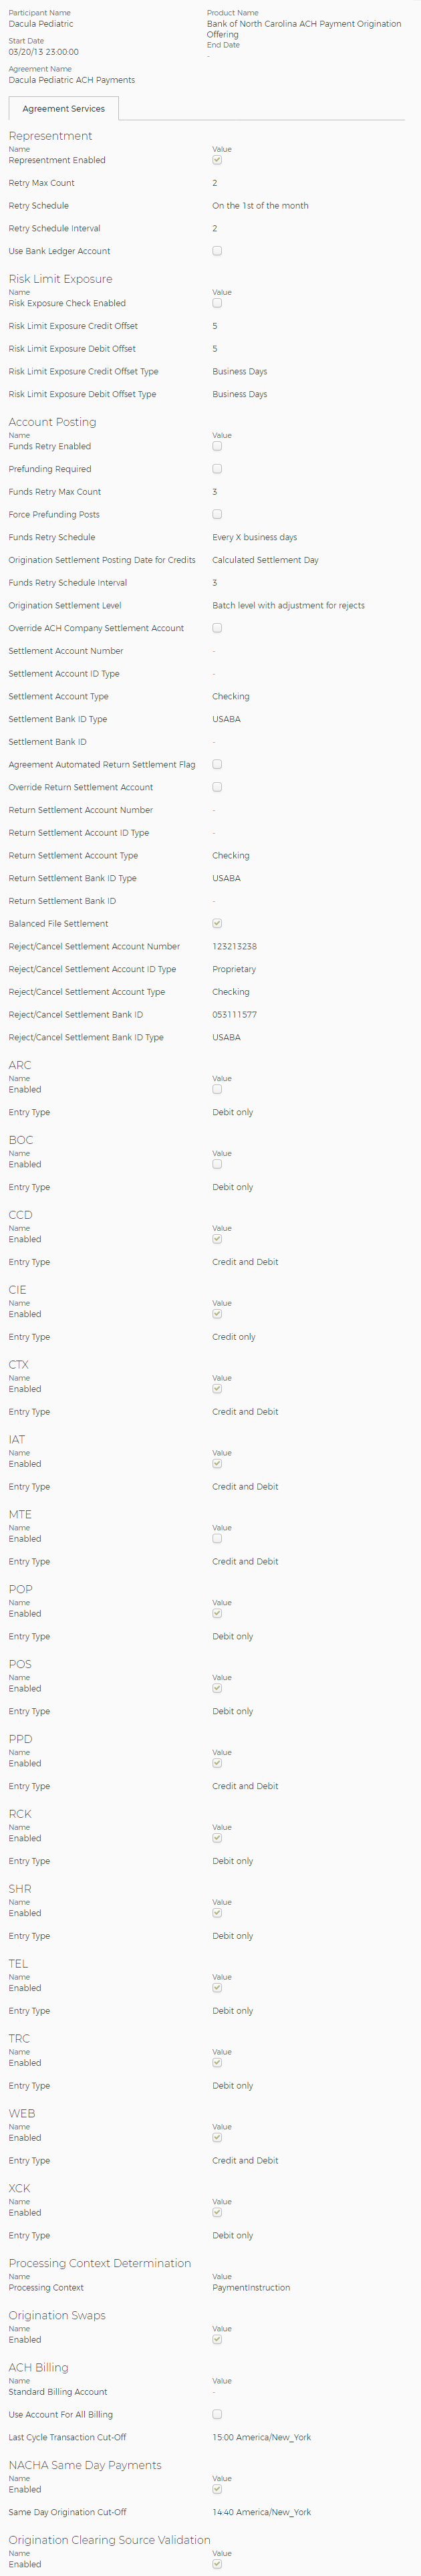 Participant Name
Dacula Pediatric
Product Name
Bank of North Carolina ACH Payment Origination
Offering
Start Date
03/20/13 23:00:00
End Date
-
Agreement Name
Dacula Pediatric ACH Payments
Agreement Services
Representment
Name Value
Representment Enabled
Retry Max Count 2
Retry Schedule On the 1st of the month
Retry Schedule Interval 2
Use Bank Ledger Account
Risk Limit Exposure
Name Value
Risk Exposure Check Enabled
Risk Limit Exposure Credit Offset 5
Risk Limit Exposure Debit Offset 5
Risk Limit Exposure Credit Offset Type Business Days
Risk Limit Exposure Debit Offset Type Business Days
Account Posting
Name Value
Funds Retry Enabled
Prefunding Required
Funds Retry Max Count 3
Force Prefunding Posts
Funds Retry Schedule Every X business days
Origination Settlement Posting Date for Credits Calculated Settlement Day
Funds Retry Schedule Interval 3
Origination Settlement Level Batch level with adjustment for rejects
Override ACH Company Settlement Account
Settlement Account Number -
Settlement Account ID Type -
Settlement Account Type Checking
Settlement Bank ID Type USABA
Settlement Bank ID -
Agreement Automated Return Settlement Flag
Override Return Settlement Account
Return Settlement Account Number -
Return Settlement Account ID Type -
Return Settlement Account Type Checking
Return Settlement Bank ID Type USABA
Return Settlement Bank ID -
Balanced File Settlement
Reject/Cancel Settlement Account Number 123213238
Reject/Cancel Settlement Account ID Type Proprietary
Reject/Cancel Settlement Account Type Checking
Reject/Cancel Settlement Bank ID 053111577
Reject/Cancel Settlement Bank ID Type USABA
ARC
Name Value
Enabled
Entry Type Debit only
BOC
Name Value
Enabled
Entry Type Debit only
CCD
Name Value
Enabled
Entry Type Credit and Debit
CIE
Name Value
Enabled
Entry Type Credit only
CTX
Name Value
Enabled
Entry Type Credit and Debit
IAT
Name Value
Enabled
Entry Type Credit and Debit
MTE
Name Value
Enabled
Entry Type Credit and Debit
POP
Name Value
Enabled
Entry Type Debit only
POS
Name Value
Enabled
Entry Type Debit only
PPD
Name Value
Enabled
Entry Type Credit and Debit
RCK
Name Value
Enabled
Entry Type Debit only
SHR
Name Value
Enabled
Entry Type Debit only
TEL
Name Value
Enabled
Entry Type Debit only
TRC
Name Value
Enabled
Entry Type Debit only
WEB
Name Value
Enabled
Entry Type Credit and Debit
XCK
Name Value
Enabled
Entry Type Debit only
Processing Context Determination
Name Value
Processing Context PaymentInstruction
Origination Swaps
Name Value
Enabled
ACH Billing
Name Value
Standard Billing Account -
Use Account For All Billing
Last Cycle Transaction Cut-Off 15:00 America/New_York
NACHA Same Day Payments
Name Value
Enabled
Same Day Origination Cut-Off 14:40 America/New_York
Origination Clearing Source Validation
Name Value
Enabled